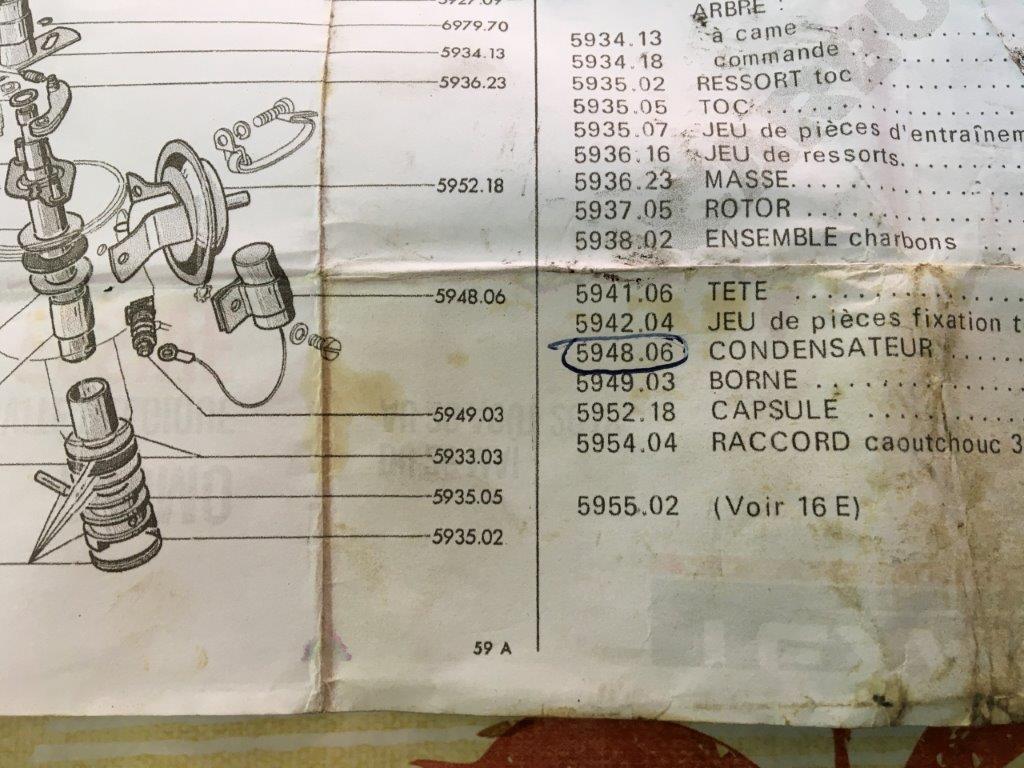 5927.09
6979.70
5934.13
5936.23
5952.18
5948.06
5949.03
5933.03
5935.05
5935.02
59 A
ARBRE :
5934.13 à came
5934.18 commande
5935.02 RESSORT toc
5935.05 TOC
5935.07 JEU de pièces d'entraînem
5936.16 JEU de ressorts
5936.23 MASSE
5937.05 ROTOR
5938.02 ENSEMBLE charbons
5941.06 TETE
5942.04 JEU de pièces fixation t
5948.06 CONDENSATEUR
5949.03 BORNE
5952.18 CAPSULE
5954.04 RACCORD caoutchouc 3
5955.02 (Voir 16 E)